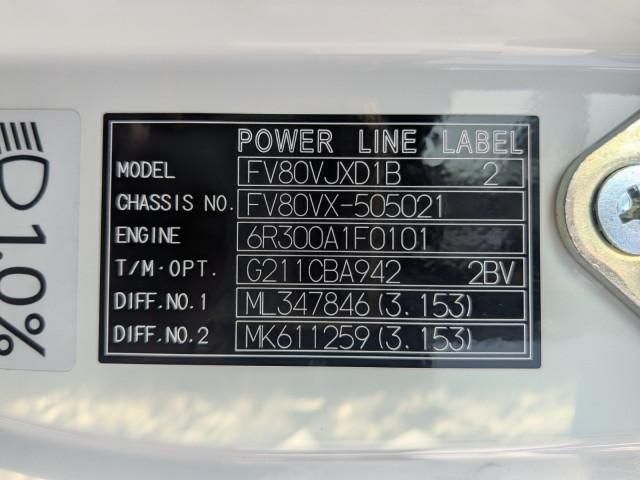 POWER LINE LABEL
MODEL FV80VJXD1B 2
CHASSIS NO. FV80VX-505021
ENGINE 6R300A1F0101
T/M·OPT. G211CBA942 2BV
DIFF.NO.1 ML347846(3.153)
DIFF.NO.2 MK611259(3.153)
1.0%